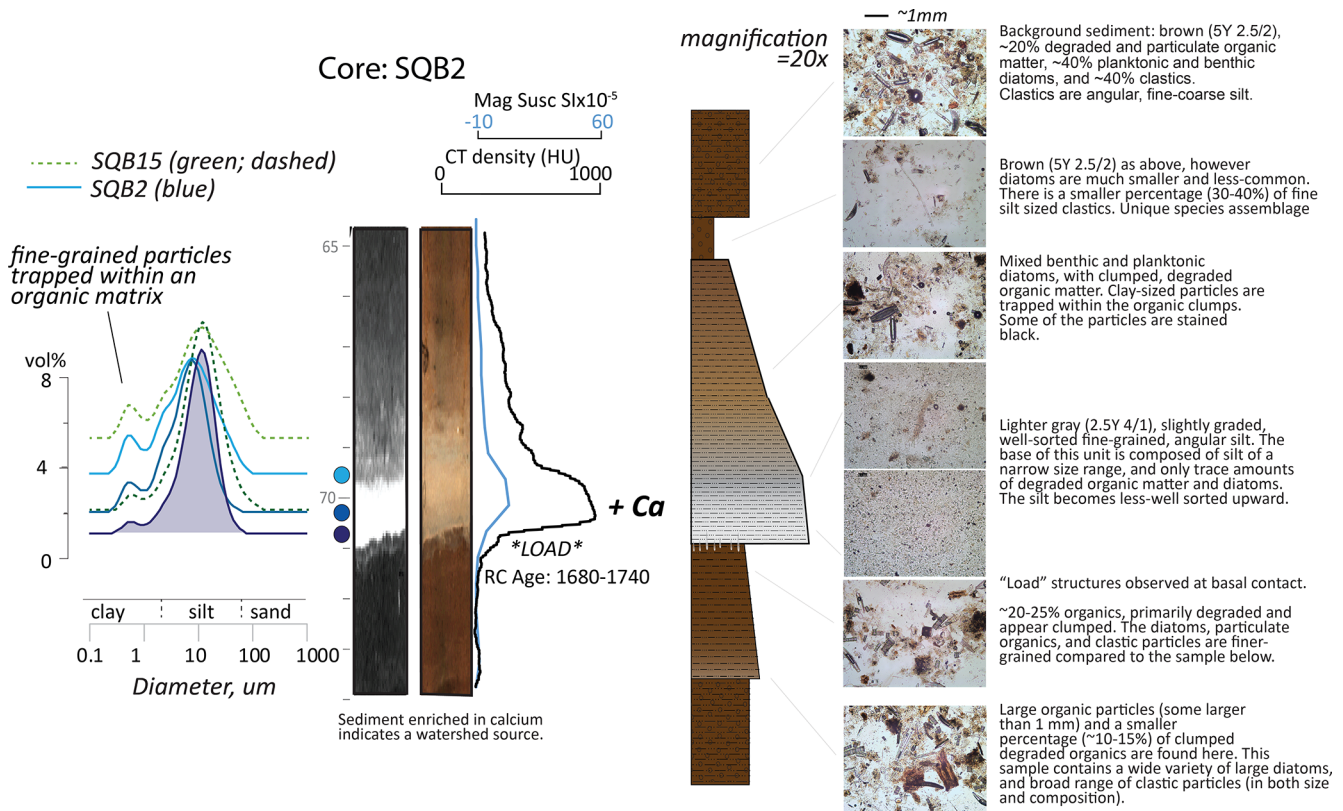 Core: SQB2
SQB15 (green; dashed)
SQB2 (blue)
fine-grained particles
trapped within an
organic matrix
vol%
8
4
0
clay
silt
sand
0.1
1
10
100
1000
Diameter, um
Mag Susc SIx10-5
-10
60
CT density (HU)
0
1000
65
70
+ Ca
*LOAD*
RC Age: 1680-1740
Sediment enriched in calcium
indicates a watershed source.
magnification
=20x
~1mm
Background sediment: brown (5Y 2.5/2),
~20% degraded and particulate organic
matter, ~40% planktonic and benthic
diatoms, and ~40% clastics.
Clastics are angular, fine-coarse silt.
Brown (5Y 2.5/2) as above, however
diatoms are much smaller and less-common.
There is a smaller percentage (30-40%) of fine
silt sized clastics. Unique species assemblage
Mixed benthic and planktonic
diatoms, with clumped, degraded
organic matter. Clay-sized particles are
trapped within the organic clumps.
Some of the particles are stained
black.
Lighter gray (2.5Y 4/1), slightly graded,
well-sorted fine-grained, angular silt. The
base of this unit is composed of silt of a
narrow size range, and only trace amounts
of degraded organic matter and diatoms.
The silt becomes less-well sorted upward.
“Load” structures observed at basal contact.
~20-25% organics, primarily degraded and
appear clumped. The diatoms, particulate
organics, and clastic particles are finer-
grained compared to the sample below.
Large organic particles (some larger
than 1 mm) and a smaller
percentage (~10-15%) of clumped
degraded organics are found here. This
sample contains a wide variety of large diatoms,
and broad range of clastic particles (in both size
and composition).